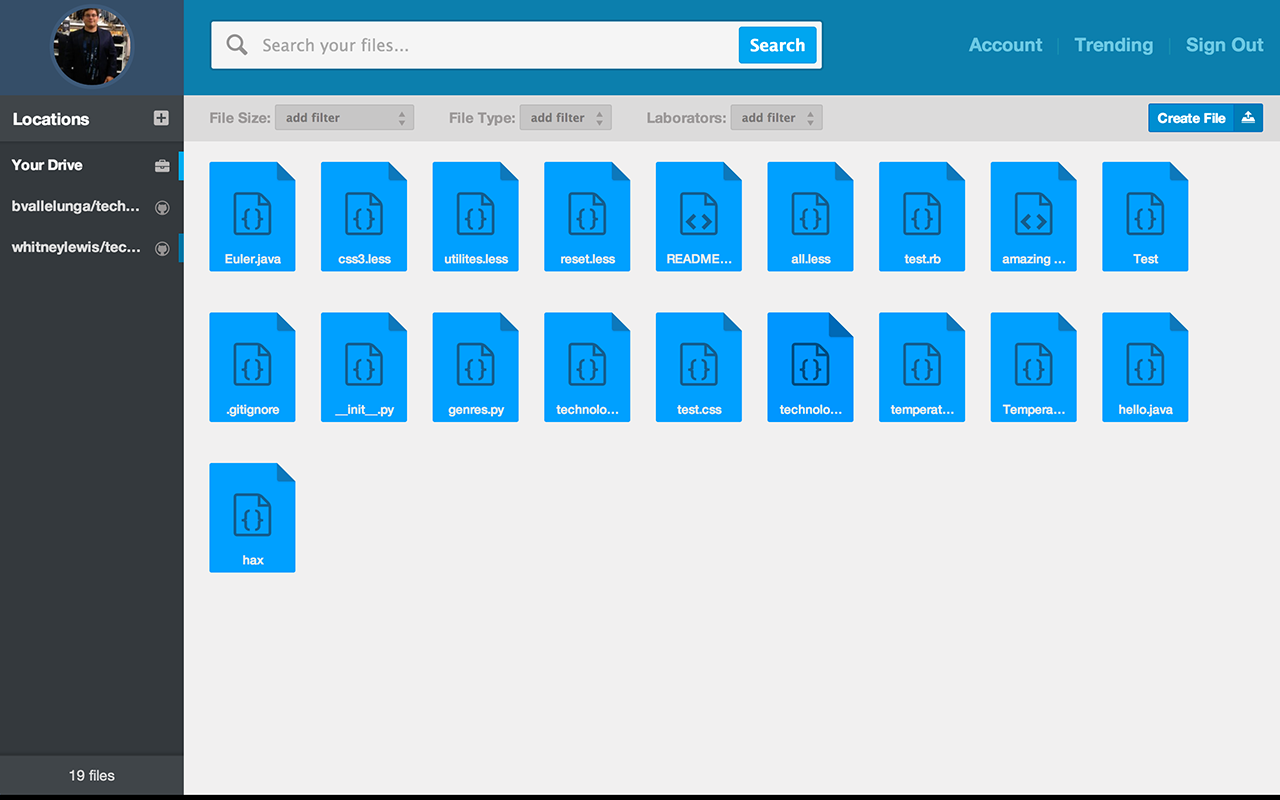 Search your files...
Search
Account
Trending
Sign Out
Locations
File Size: add filter
File Type: add filter
Laborators: add filter
Create File
Your Drive
bvallelunga/tech...
whitneylewis/tec...
{} Euler.java
{} css3.less
{} utilites.less
{} reset.less
<> README...
{} all.less
{} test.rb
<> amazing ...
{} Test
{} .gitignore
{} __init__.py
{} genres.py
{} technolo...
{} test.css
{} technolo...
{} temperat...
{} Tempera...
{} hello.java
{} hax
19 files